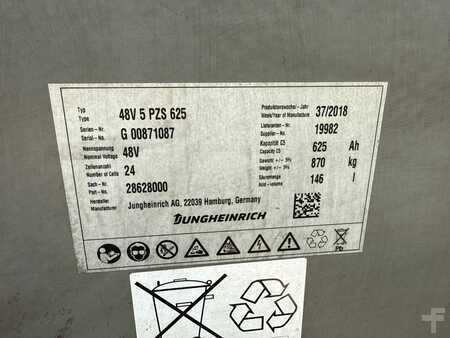 Typ
Type 48V 5 PZS 625
Serien-Nr.
Serial-No. G 00871087
Nennspannung
Nominal Voltage 48V
Zellenanzahl
Number of Cells 24
Sach-Nr.
Part-No. 28628000
Hersteller
Manufacturer Jungheinrich AG, 22039 Hamburg, Germany
JUNGHEINRICH
Produktionswoche/ - Jahr
Week/Year of Manufacture 37/2018
Lieferanten-Nr.
Supplier-No. 19982
Kapazität C5
Capacity C5 625 Ah
Gewicht +/- 5%
Weight +/- 5% 870 kg
Säuremenge
Acid - volume 146 l
Pb